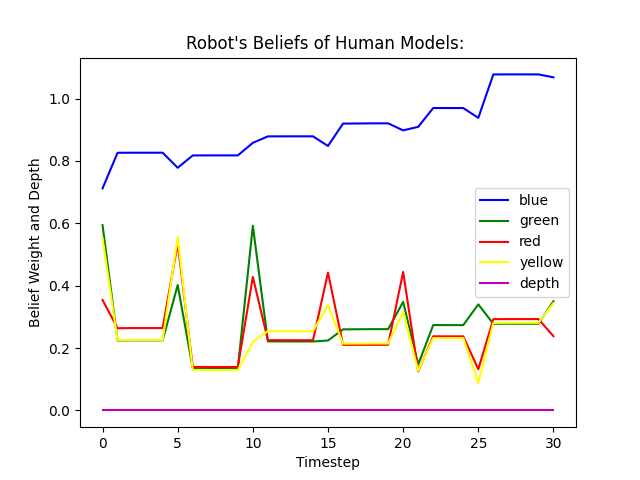 Robot's Beliefs of Human Models:
Belief Weight and Depth
1.0
0.8
0.6
0.4
0.2
0.0
blue
green
red
yellow
depth
0 5 10 15 20 25 30
Timestep